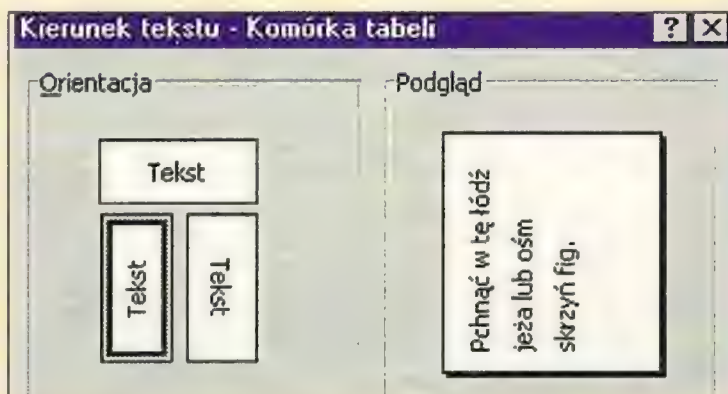 Kierunek tekstu - Komórka tabeli
Orientacja
Tekst
Tekst
Tekst
Podgląd
Pchnąć w tę łódź
jeża lub ośm
skrzyń fig.